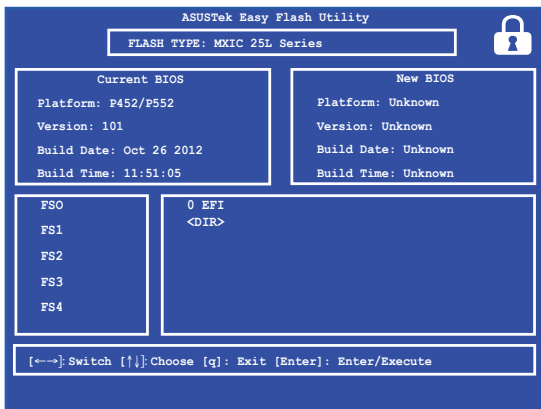 ASUSTek Easy Flash Utility
FLASH TYPE: MXIC 25L Series
Current BIOS
Platform: P452/P552
Version: 101
Build Date: Oct 26 2012
Build Time: 11:51:05
New BIOS
Platform: Unknown
Version: Unknown
Build Date: Unknown
Build Time: Unknown
FSO
FS1
FS2
FS3
FS4
0 EFI
<DIR>
[←→]: Switch [↑↓]: Choose [q]: Exit [Enter]: Enter/Execute